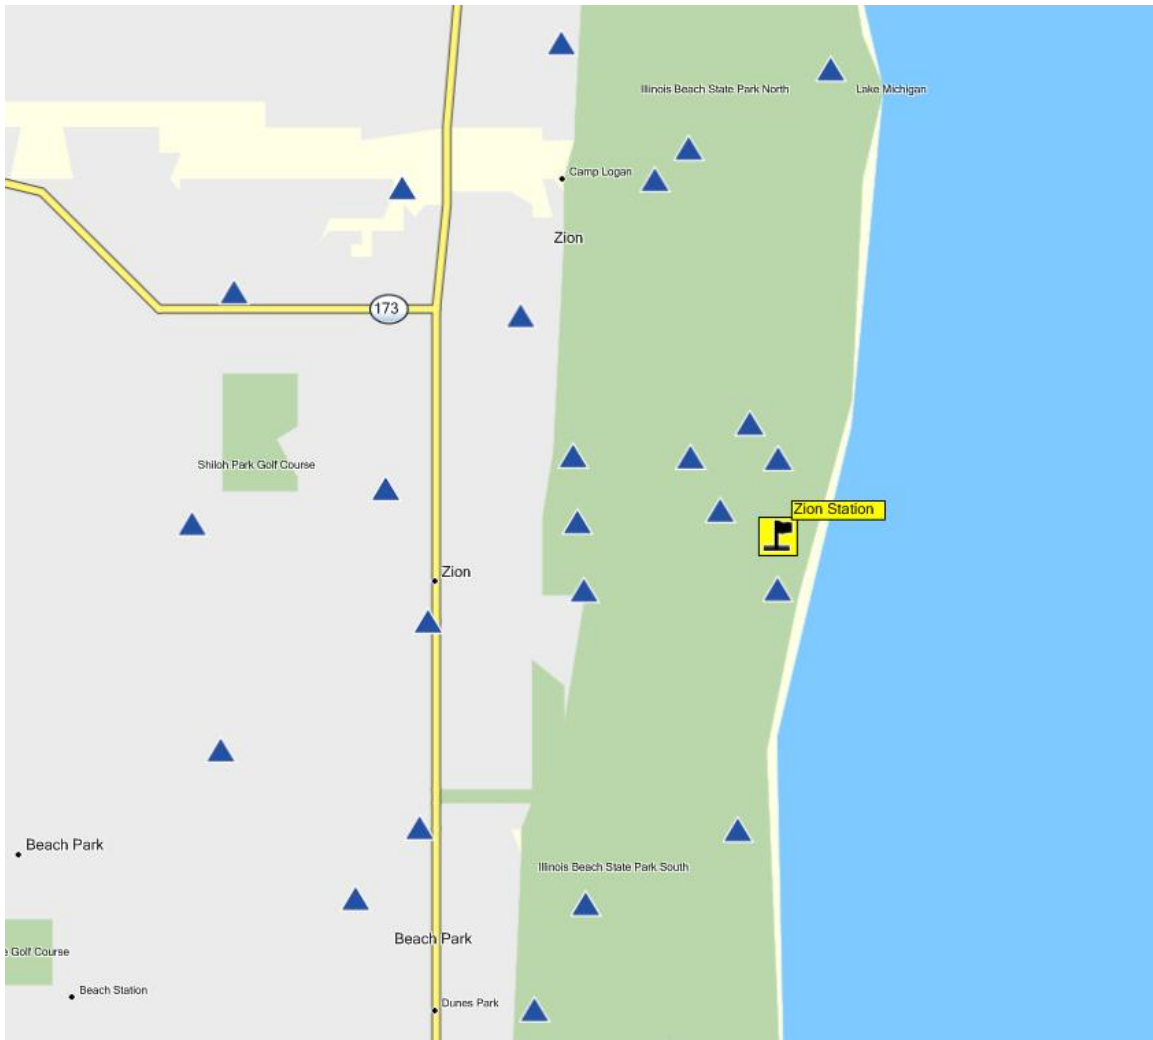 Illinois Beach State Park North
Lake Michigan
Camp Logan
Zion
173
Shiloh Park Golf Course
Zion Station
Zion
Beach Park
Illinois Beach State Park South
Beach Park
e Golf Course
Beach Station
Dunes Park